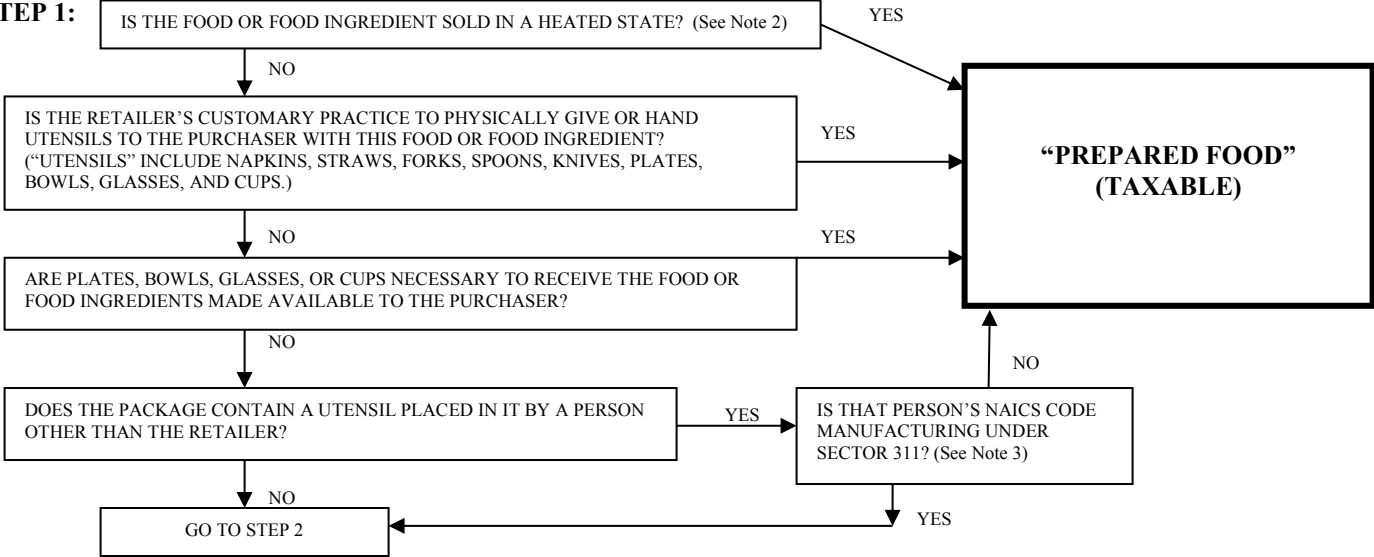 TEP 1:
IS THE FOOD OR FOOD INGREDIENT SOLD IN A HEATED STATE? (See Note 2)
YES
NO
IS THE RETAILER’S CUSTOMARY PRACTICE TO PHYSICALLY GIVE OR HAND
UTENSILS TO THE PURCHASER WITH THIS FOOD OR FOOD INGREDIENT?
(“UTENSILS” INCLUDE NAPKINS, STRAWS, FORKS, SPOONS, KNIVES, PLATES,
BOWLS, GLASSES, AND CUPS.)
YES
“PREPARED FOOD”
(TAXABLE)
NO
YES
ARE PLATES, BOWLS, GLASSES, OR CUPS NECESSARY TO RECEIVE THE FOOD OR
FOOD INGREDIENTS MADE AVAILABLE TO THE PURCHASER?
NO
NO
DOES THE PACKAGE CONTAIN A UTENSIL PLACED IN IT BY A PERSON
OTHER THAN THE RETAILER?
YES
IS THAT PERSON’S NAICS CODE
MANUFACTURING UNDER
SECTOR 311? (See Note 3)
NO
YES
GO TO STEP 2